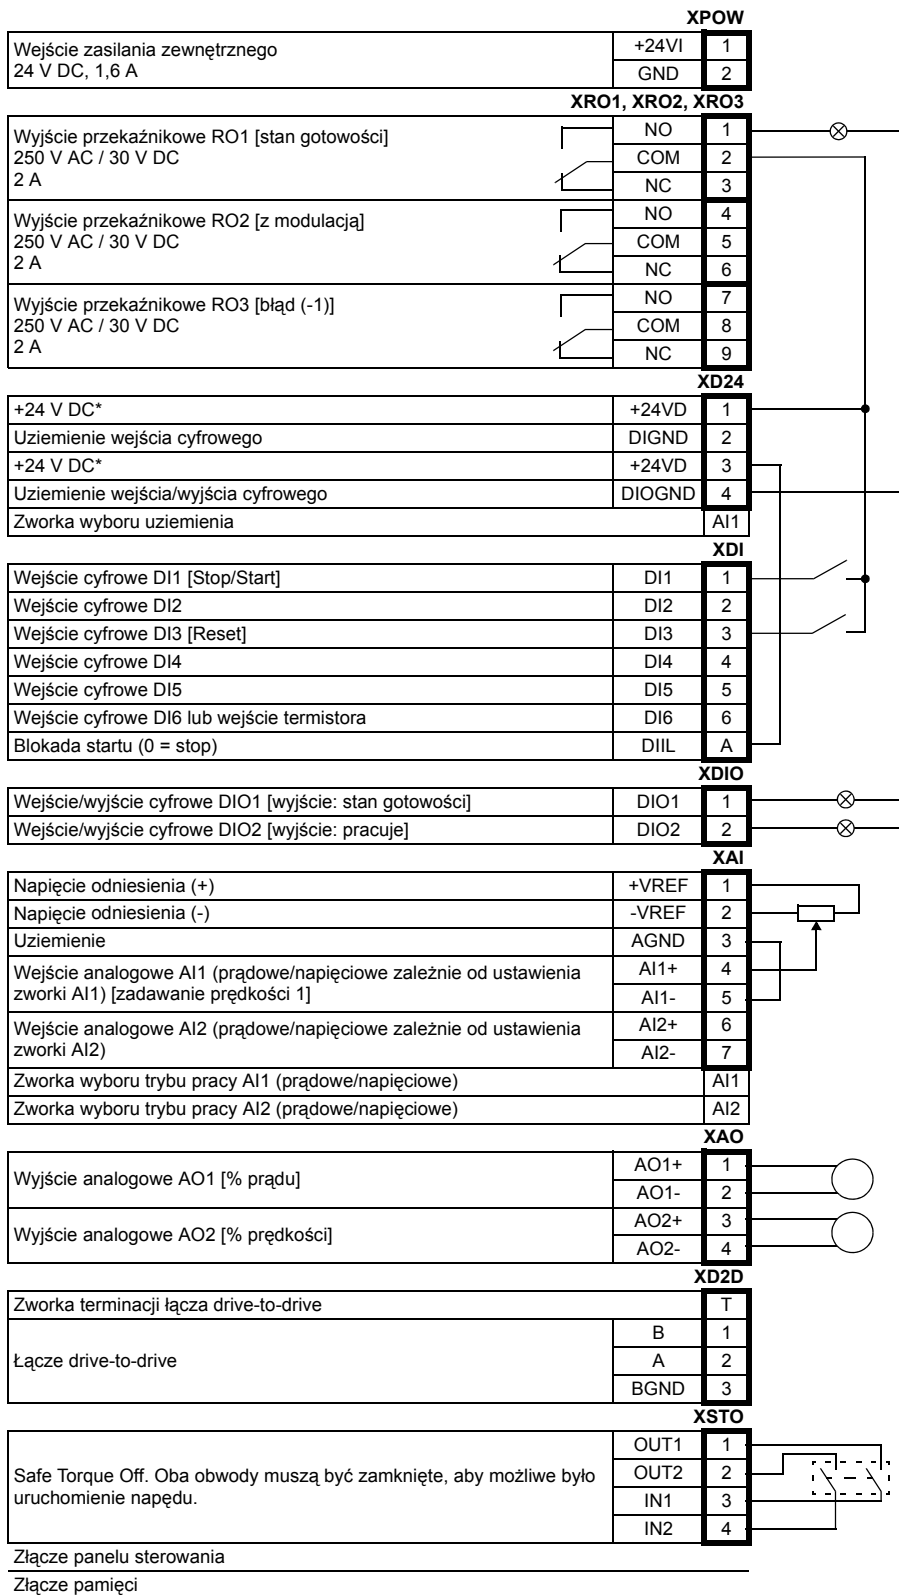 XPOW
Wejście zasilania zewnętrznego
24 V DC, 1,6 A
+24VI 1
GND 2
XRO1, XRO2, XRO3
Wyjście przekaźnikowe RO1 [stan gotowości]
250 V AC / 30 V DC
2 A
NO 1
COM 2
NC 3
Wyjście przekaźnikowe RO2 [z modulacją]
250 V AC / 30 V DC
2 A
NO 4
COM 5
NC 6
Wyjście przekaźnikowe RO3 [błąd (-1)]
250 V AC / 30 V DC
2 A
NO 7
COM 8
NC 9
XD24
+24 V DC* +24VD 1
Uziemienie wejścia cyfrowego DIGND 2
+24 V DC* +24VD 3
Uziemienie wejścia/wyjścia cyfrowego DIOGND 4
Zworka wyboru uziemienia AI1
XDI
Wejście cyfrowe DI1 [Stop/Start] DI1 1
Wejście cyfrowe DI2 DI2 2
Wejście cyfrowe DI3 [Reset] DI3 3
Wejście cyfrowe DI4 DI4 4
Wejście cyfrowe DI5 DI5 5
Wejście cyfrowe DI6 lub wejście termistora DI6 6
Blokada startu (0 = stop) DIIL A
XDIO
Wejście/wyjście cyfrowe DIO1 [wyjście: stan gotowości] DIO1 1
Wejście/wyjście cyfrowe DIO2 [wyjście: pracuje] DIO2 2
XAI
Napięcie odniesienia (+) +VREF 1
Napięcie odniesienia (-) -VREF 2
Uziemienie AGND 3
Wejście analogowe AI1 (prądowe/napięciowe zależnie od ustawienia
zworki AI1) [zadawanie prędkości 1]
AI1+ 4
AI1- 5
Wejście analogowe AI2 (prądowe/napięciowe zależnie od ustawienia
zworki AI2)
AI2+ 6
AI2- 7
Zworka wyboru trybu pracy AI1 (prądowe/napięciowe) AI1
Zworka wyboru trybu pracy AI2 (prądowe/napięciowe) AI2
XAO
Wyjście analogowe AO1 [% prądu]
AO1+ 1
AO1- 2
Wyjście analogowe AO2 [% prędkości]
AO2+ 3
AO2- 4
XD2D
Zworka terminacji łącza drive-to-drive T
Łącze drive-to-drive
B 1
A 2
BGND 3
XSTO
Safe Torque Off. Oba obwody muszą być zamknięte, aby możliwe było
uruchomienie napędu.
OUT1 1
OUT2 2
IN1 3
IN2 4
Złącze panelu sterowania
Złącze pamięci